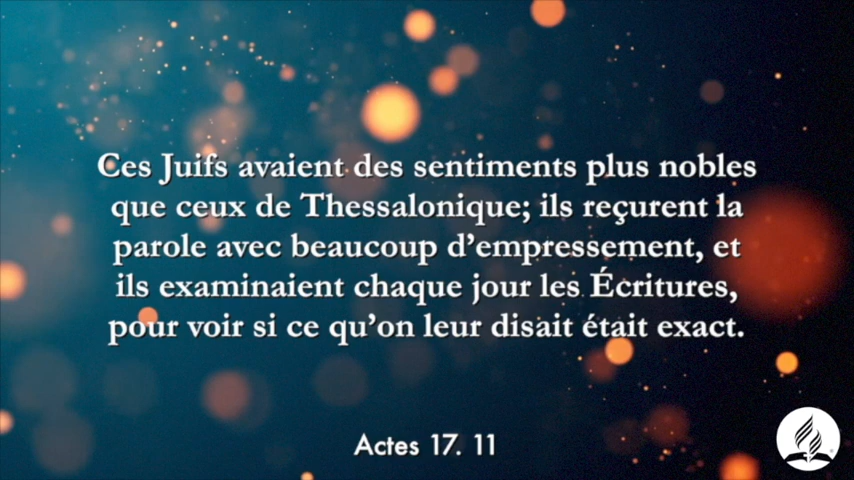 Ces Juifs avaient des sentiments plus nobles
que ceux de Thessalonique; ils reçurent la
parole avec beaucoup d’empressement, et
ils examinaient chaque jour les Écritures,
pour voir si ce qu’on leur disait était exact.
Actes 17. 11